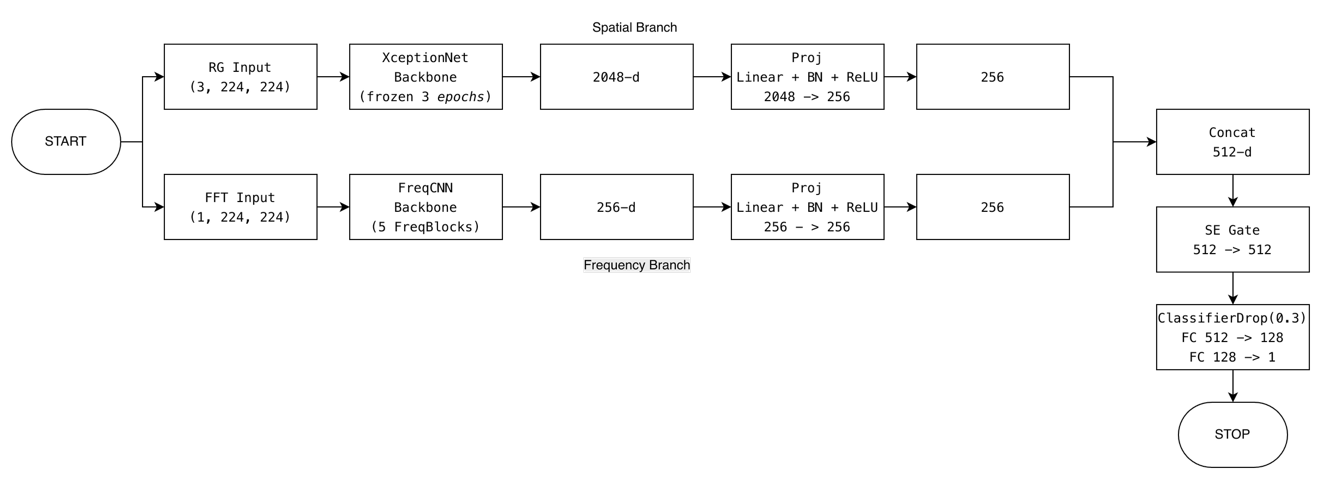 Spatial Branch
START
RG Input
(3, 224, 224)
XceptionNet
Backbone
(frozen 3 epochs)
2048-d
Proj
Linear + BN + ReLU
2048 -> 256
256
FFT Input
(1, 224, 224)
FreqCNN
Backbone
(5 FreqBlocks)
256-d
Proj
Linear + BN + ReLU
256 - > 256
256
Frequency Branch
Concat
512-d
SE Gate
512 -> 512
ClassifierDrop(0.3)
FC 512 -> 128
FC 128 -> 1
STOP